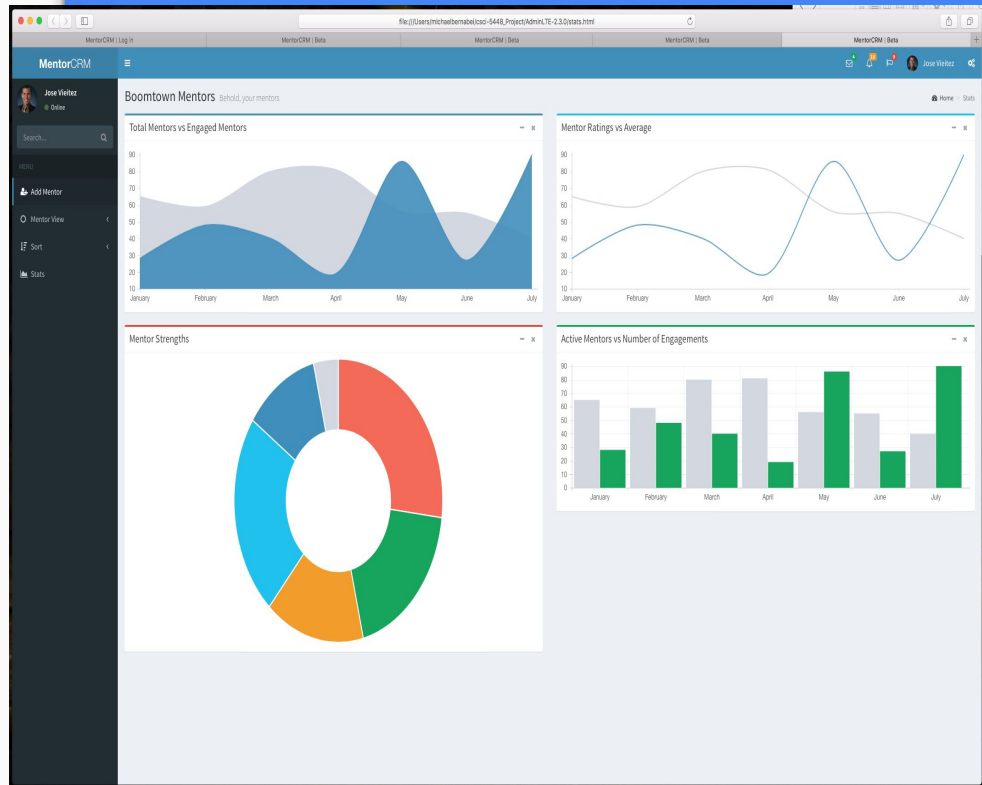 file:///Users/michaelbernabei/csci-5448_Project/AdminLTE-2.3.0/stats.html
MentorCRM | Log in MentorCRM | Beta MentorCRM | Beta MentorCRM | Beta MentorCRM | Beta
MentorCRM
Jose Vieitez
Jose Vieitez
Online
Search...
MENU
Add Mentor
Mentor View
Sort
Stats
Boomtown Mentors Behold, your mentors
Home > Stats
Total Mentors vs Engaged Mentors
90
80
70
60
50
40
30
20
10
January February March April May June July
Mentor Ratings vs Average
90
80
70
60
50
40
30
20
10
January February March April May June July
Mentor Strengths
Active Mentors vs Number of Engagements
90
80
70
60
50
40
30
20
10
0
January February March April May June July